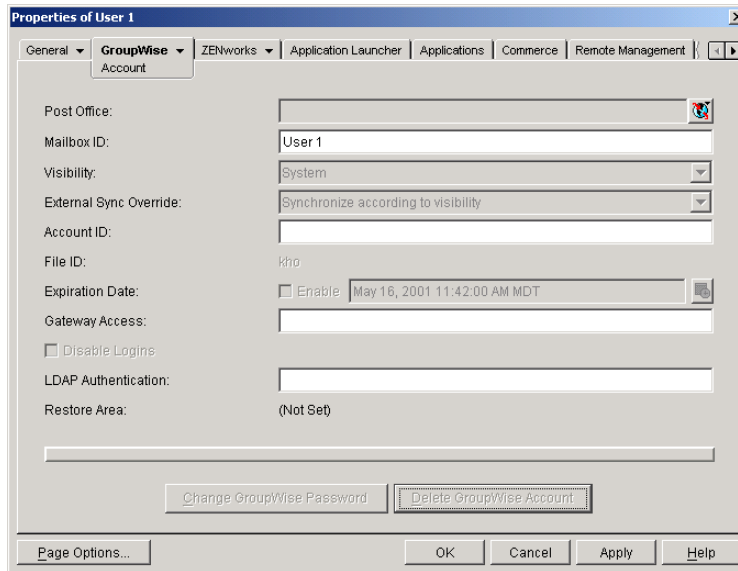 Properties of User 1
General GroupWise ZENworks Application Launcher Applications Commerce Remote Management
Account
Post Office:
Mailbox ID: User 1
Visibility: System
External Sync Override: Synchronize according to visibility
Account ID:
File ID: kho
Expiration Date: Enable May 16, 2001 11:42:00 AM MDT
Gateway Access:
Disable Logins
LDAP Authentication:
Restore Area: (Not Set)
Change GroupWise Password Delete GroupWise Account
Page Options... OK Cancel Apply Help